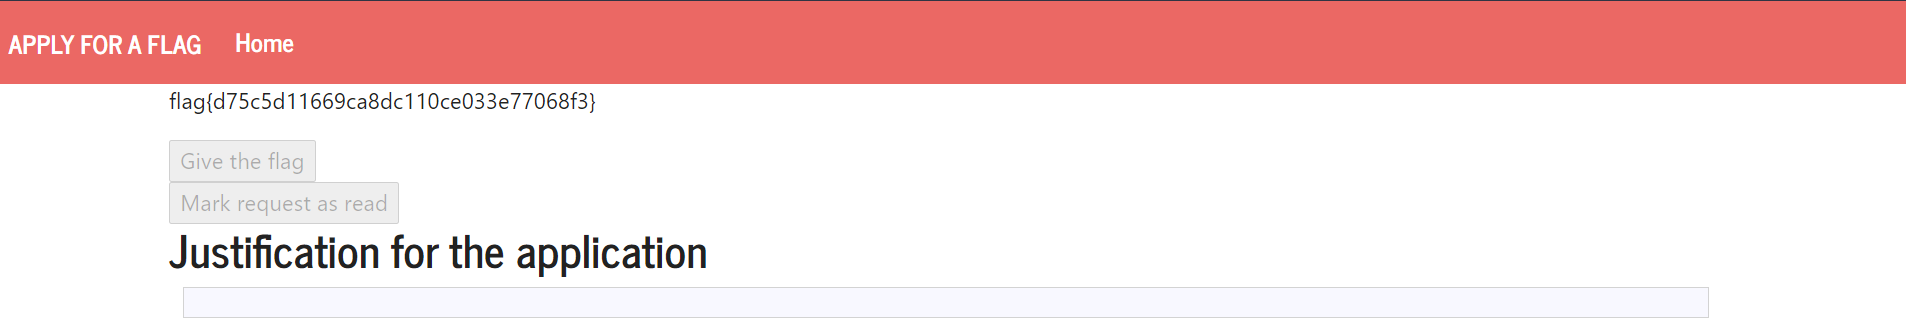 APPLY FOR A FLAG Home
flag{d75c5d11669ca8dc110ce033e77068f3}
Give the flag
Mark request as read
Justification for the application